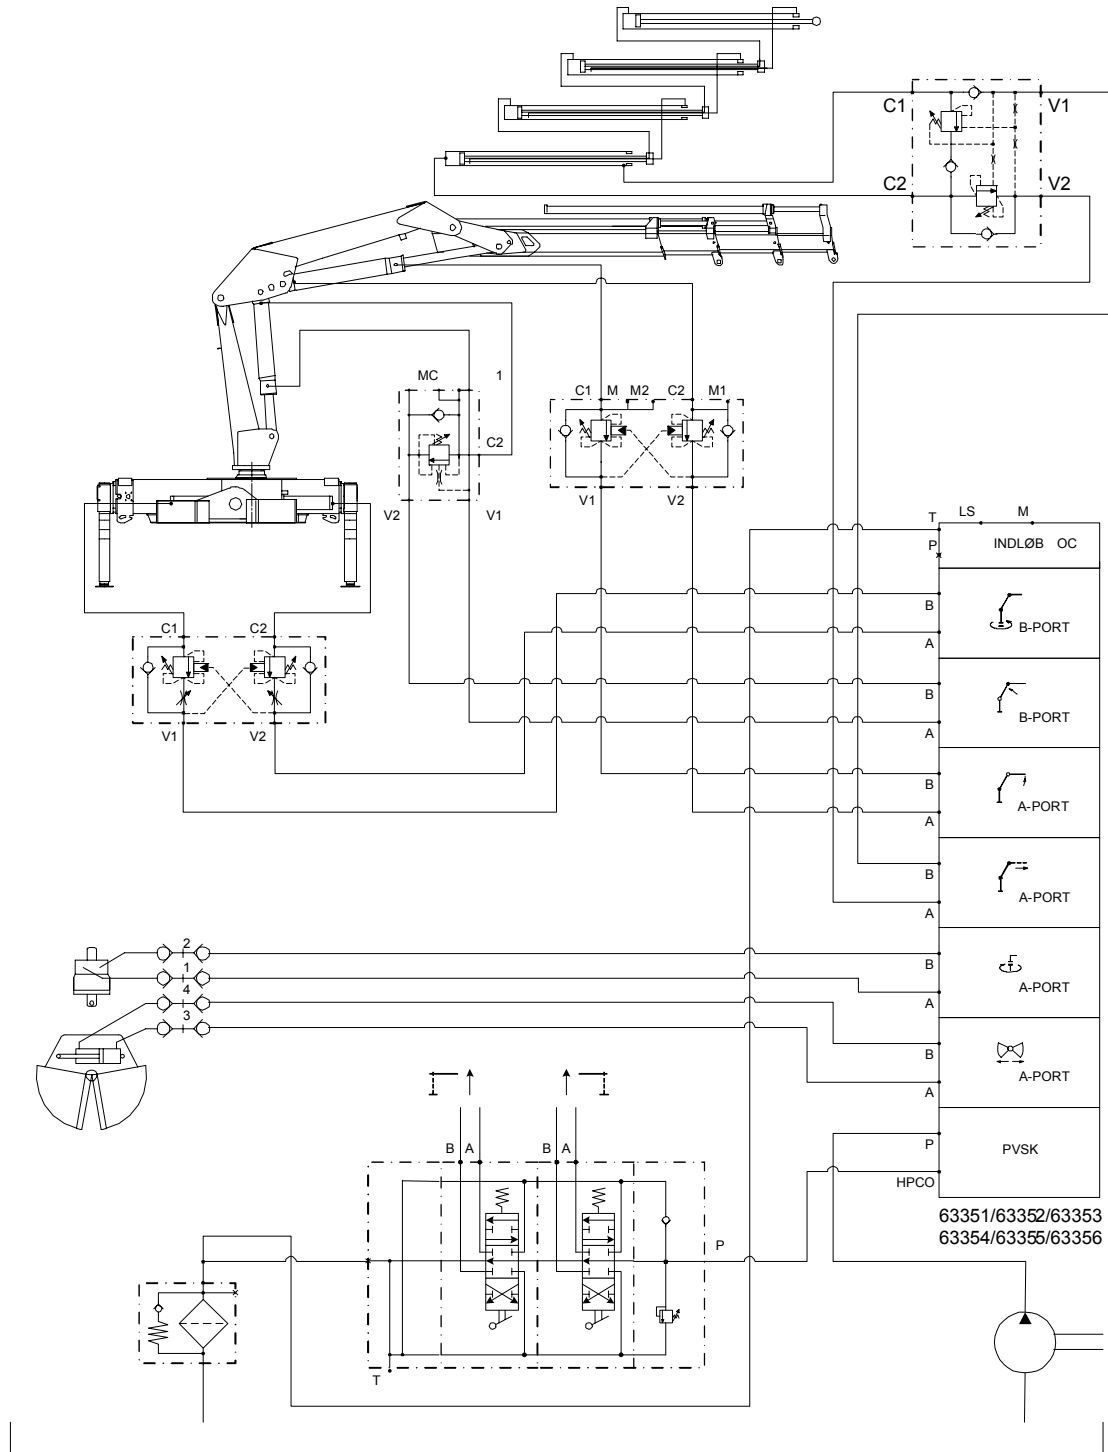 C1 V1
C2 V2
MC 1
C2
V2 V1
C1 M M2 C2 M1
V1 V2
T LS M
P INDLØB OC
B
B-PORT
A
C1 C2
V1 V2
B
B-PORT
A
B
A-PORT
A
B
A-PORT
A
2
1
4
3
B
A-PORT
A
B
A-PORT
A
B A B A
P
PVSK
HPCO
P
T
63351/63352/63353
63354/63355/63356